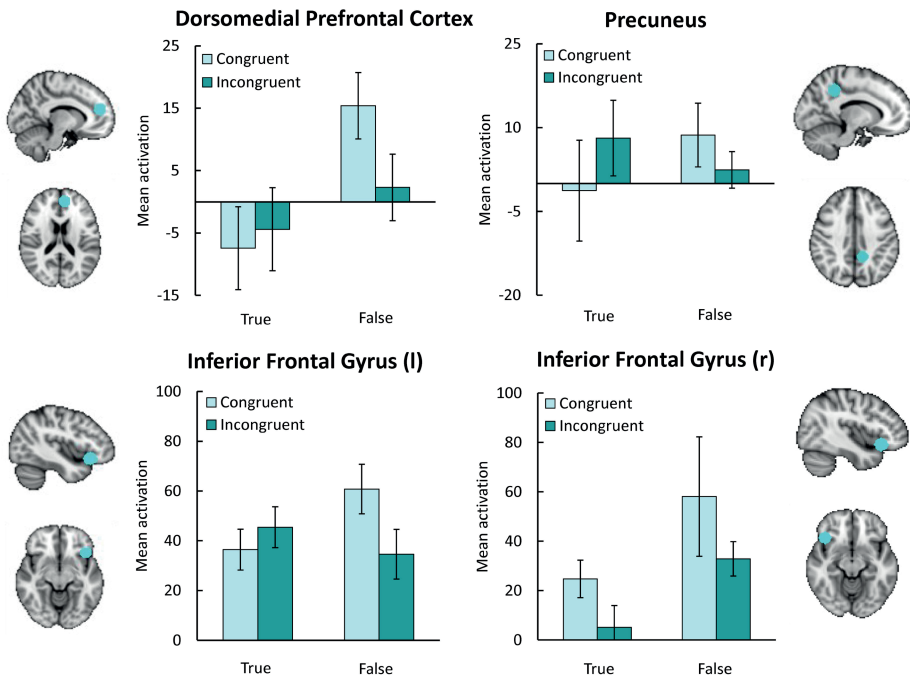 Dorsomedial Prefrontal Cortex
25
15
5
-5
-15
Mean activation
Congruent
Incongruent
True
False
Precuneus
25
10
-5
-20
Mean activation
Congruent
Incongruent
True
False
Inferior Frontal Gyrus (l)
100
80
60
40
20
0
Mean activation
Congruent
Incongruent
True
False
Inferior Frontal Gyrus (r)
100
80
60
40
20
0
Mean activation
Congruent
Incongruent
True
False